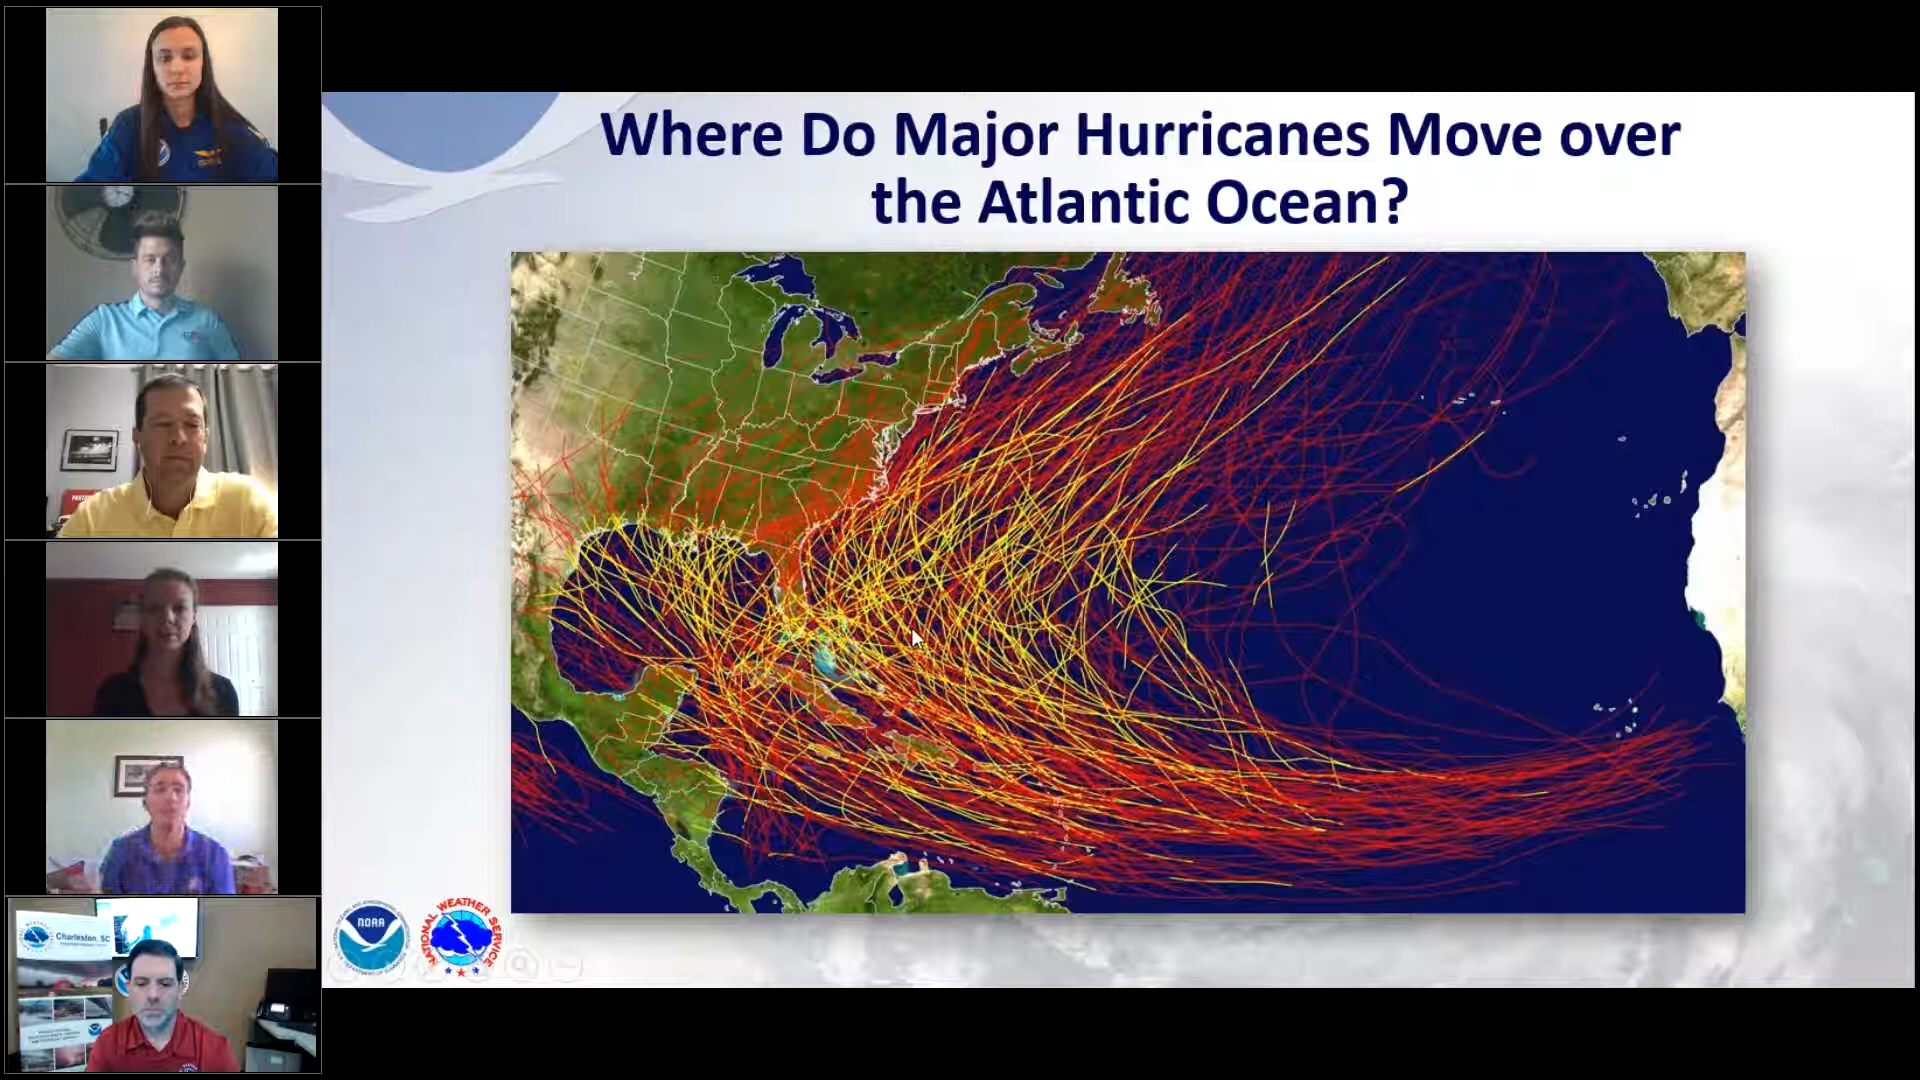 Where Do Major Hurricanes Move over
the Atlantic Ocean?
NOAA
NATIONAL WEATHER SERVICE
Charleston, SC